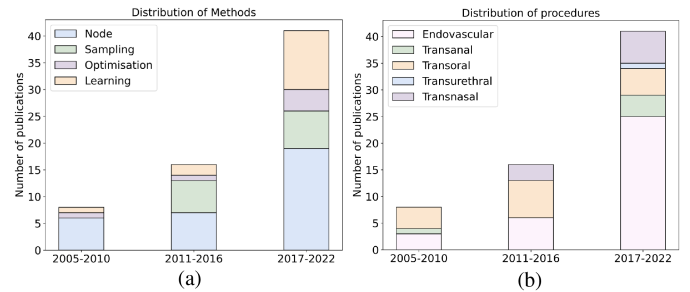 Distribution of Methods
Number of publications
40
35
30
25
20
15
10
5
0
Node
Sampling
Optimisation
Learning
2005-2010
2011-2016
2017-2022
(a)
Distribution of procedures
Number of publications
40
35
30
25
20
15
10
5
0
Endovascular
Transanal
Transoral
Transurethral
Transnasal
2005-2010
2011-2016
2017-2022
(b)